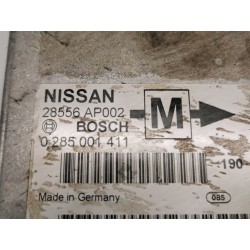 NISSAN
28556 AP002
BOSCH
M
0 285 001 411
190
Made in Germany
085